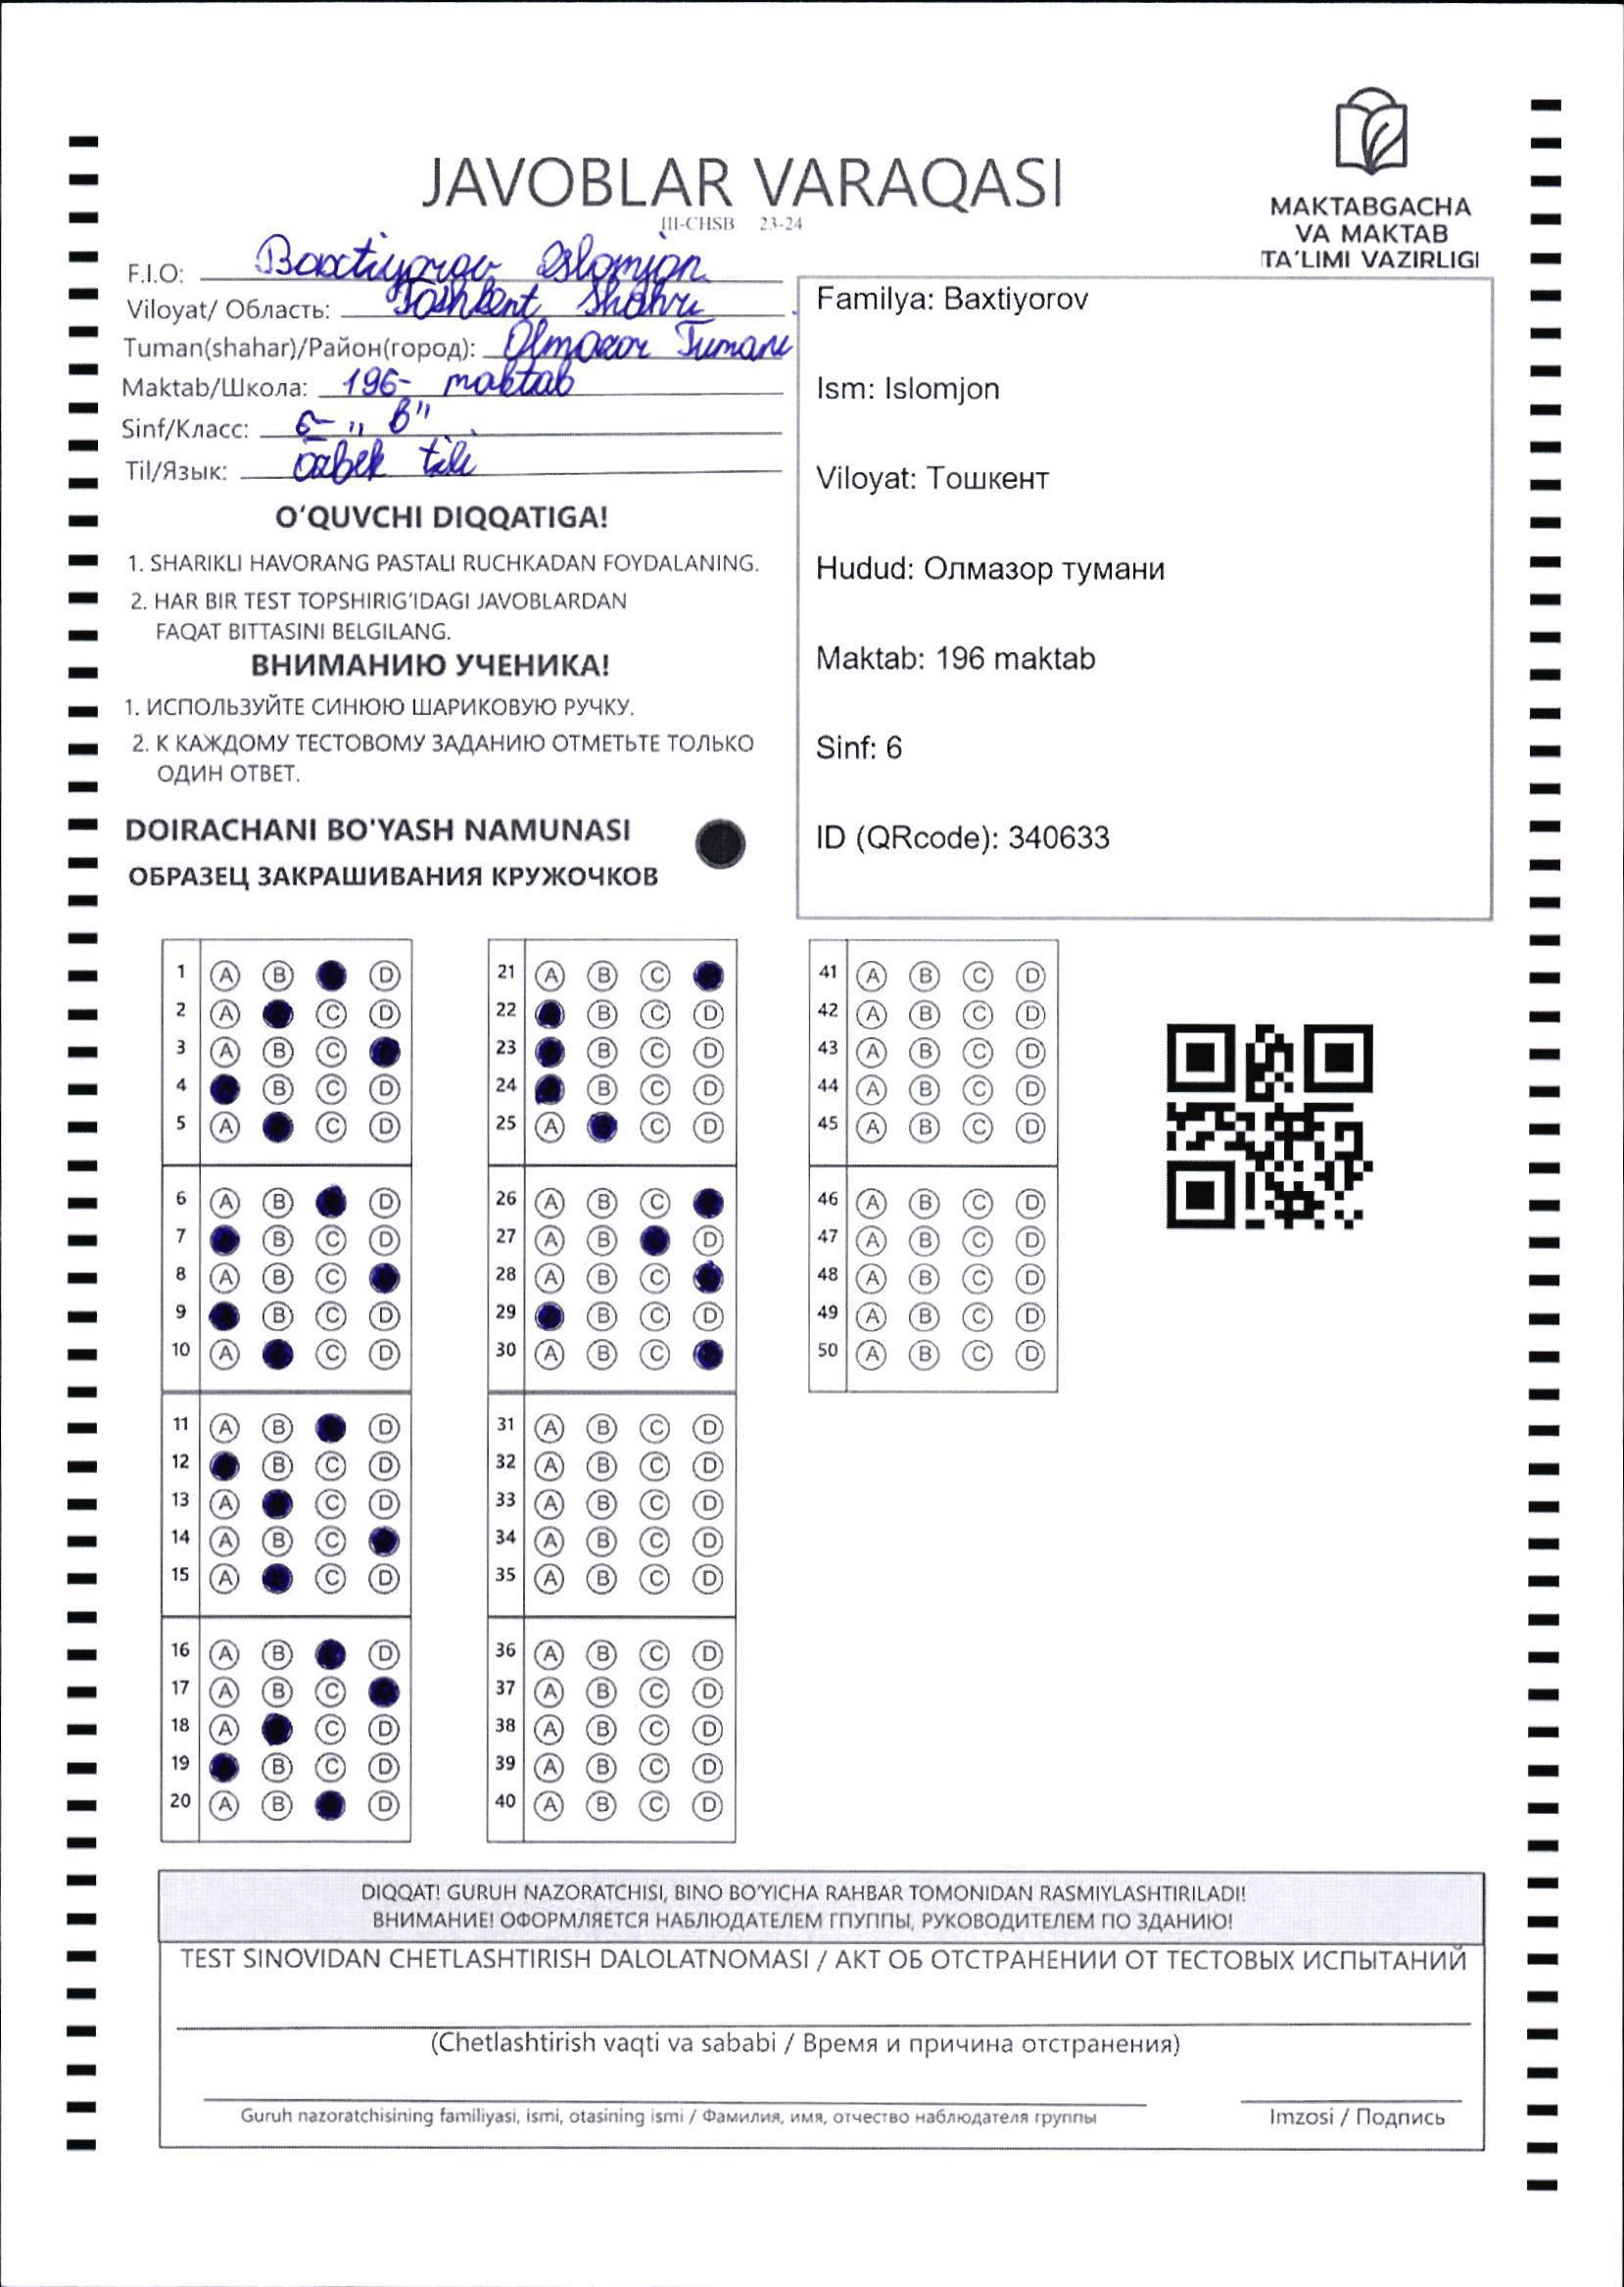 JAVOBLAR VARAQASI
III-CHSB 23-24
MAKTABGACHA
VA MAKTAB
TA'LIMI VAZIRLIGI
F.I.O: Baxtiyorov Islomjon
Viloyat/ Область: Toshkent Shahri
Tuman(shahar)/Район(город): Olmazor Tumani
Maktab/Школа: 196- maktab
Sinf/Класс: 6- „ B"
Til/Язык: Ozbek tili
O‘QUVCHI DIQQATIGA!
1. SHARIKLI HAVORANG PASTALI RUCHKADAN FOYDALANING.
2. HAR BIR TEST TOPSHIRIG‘IDAGI JAVOBLARDAN
FAQAT BITTASINI BELGILANG.
ВНИМАНИЮ УЧЕНИКА!
1. ИСПОЛЬЗУЙТЕ СИНЮЮ ШАРИКОВУЮ РУЧКУ.
2. К КАЖДОМУ ТЕСТОВОМУ ЗАДАНИЮ ОТМЕТЬТЕ ТОЛЬКО
ОДИН ОТВЕТ.
DOIRACHANI BO'YASH NAMUNASI
ОБРАЗЕЦ ЗАКРАШИВАНИЯ КРУЖОЧКОВ
Familya: Baxtiyorov
Ism: Islomjon
Viloyat: Тошкент
Hudud: Олмазор тумани
Maktab: 196 maktab
Sinf: 6
ID (QRcode): 340633
1 A B D
2 A C D
3 A B C
4 B C D
5 A C D
6 A B D
7 B C D
8 A B C
9 B C D
10 A C D
11 A B D
12 B C D
13 A C D
14 A B C
15 A C D
16 A B D
17 A B C
18 A C D
19 B C D
20 A B D
21 A B C
22 B C D
23 B C D
24 B C D
25 A C D
26 A B C
27 A B D
28 A B C
29 B C D
30 A B C
31 A B C D
32 A B C D
33 A B C D
34 A B C D
35 A B C D
36 A B C D
37 A B C D
38 A B C D
39 A B C D
40 A B C D
41 A B C D
42 A B C D
43 A B C D
44 A B C D
45 A B C D
46 A B C D
47 A B C D
48 A B C D
49 A B C D
50 A B C D
DIQQAT! GURUH NAZORATCHISI, BINO BO'YICHA RAHBAR TOMONIDAN RASMIYLASHTIRILADI!
ВНИМАНИЕ! ОФОРМЛЯЕТСЯ НАБЛЮДАТЕЛЕМ ГПУППЫ, РУКОВОДИТЕЛЕМ ПО ЗДАНИЮ!
TEST SINOVIDAN CHETLASHTIRISH DALOLATNOMASI / АКТ ОБ ОТСТРАНЕНИИ ОТ ТЕСТОВЫХ ИСПЫТАНИЙ
(Chetlashtirish vaqti va sababi / Время и причина отстранения)
Guruh nazoratchisining familiyasi, ismi, otasining ismi / Фамилия, имя, отчество наблюдателя группы
Imzosi / Подпись